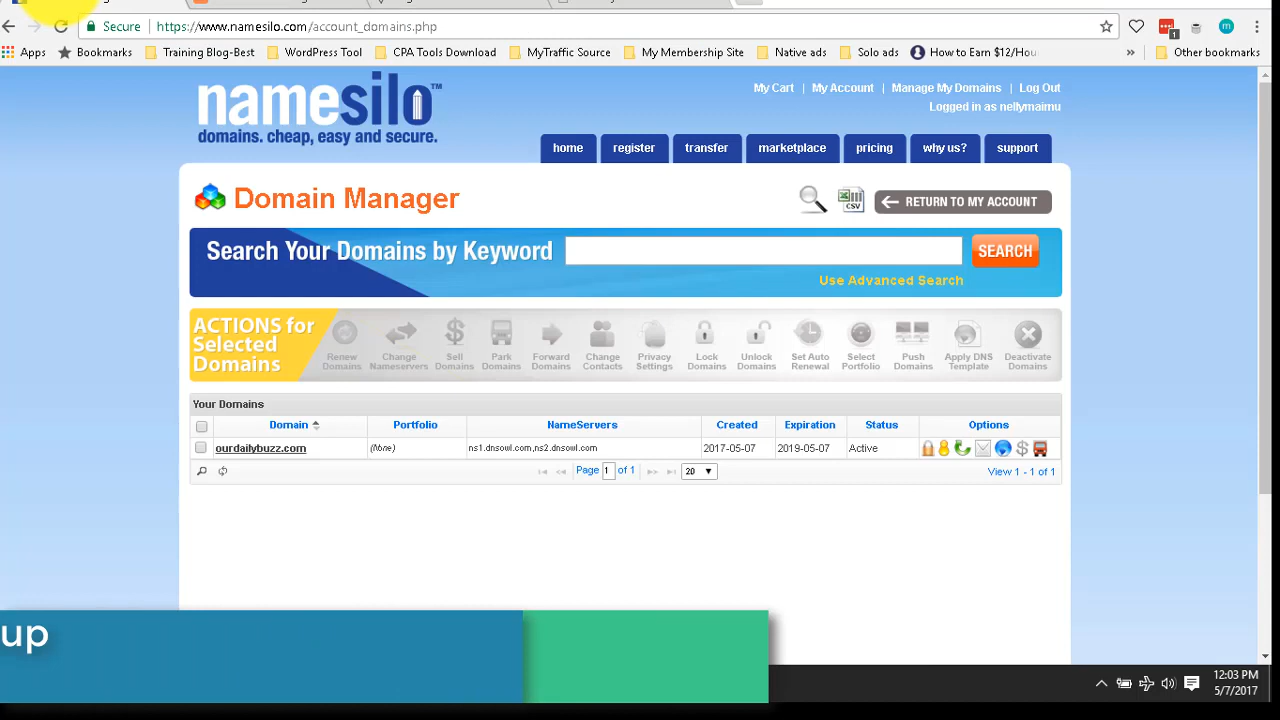 Secure https://www.namesilo.com/account_domains.php
1
m
Apps Bookmarks Training Blog-Best WordPress Tool CPA Tools Download MyTraffic Source My Membership Site Native ads Solo ads How to Earn $12/Hou » Other bookmarks
namesilo™
domains. cheap, easy and secure.
My Cart | My Account | Manage My Domains | Log Out
Logged in as nellymaimu
home register transfer marketplace pricing why us? support
Domain Manager
CSV
RETURN TO MY ACCOUNT
Search Your Domains by Keyword
SEARCH
Use Advanced Search
ACTIONS for
Selected
Domains
Renew Domains
Change Nameservers
Sell Domains
Park Domains
Forward Domains
Change Contacts
Privacy Settings
Lock Domains
Unlock Domains
Set Auto Renewal
Select Portfolio
Push Domains
Apply DNS Template
Deactivate Domains
Your Domains
Domain Portfolio NameServers Created Expiration Status Options
ourdailybuzz.com (None) ns1.dnsowl.com,ns2.dnsowl.com 2017-05-07 2019-05-07 Active
Page 1 of 1 20 View 1 - 1 of 1
up
12:03 PM
5/7/2017